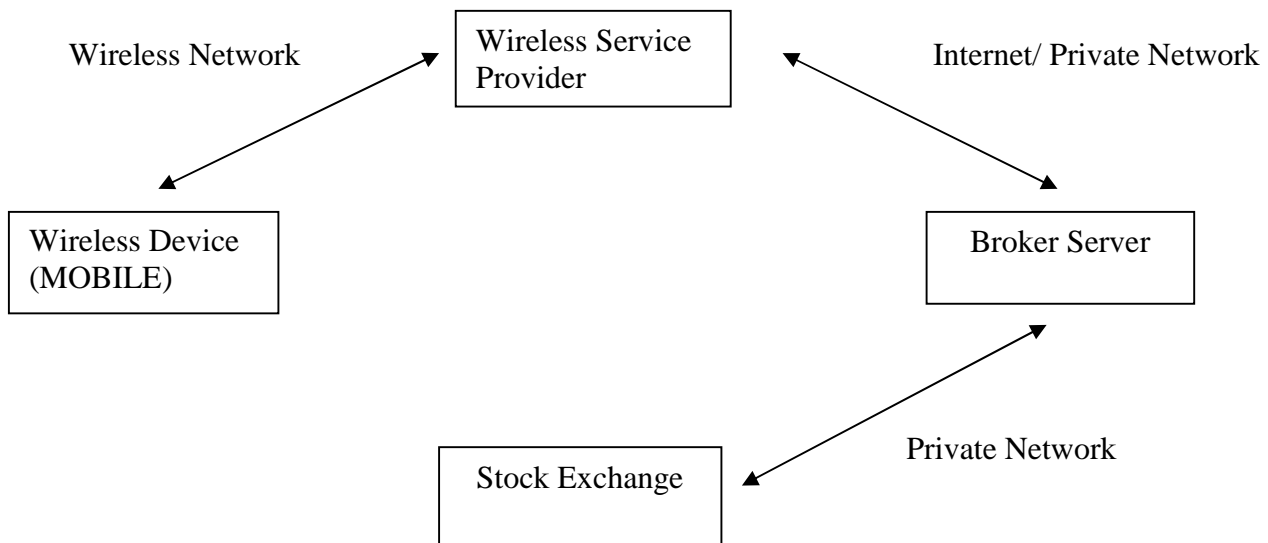 Wireless Network
Wireless Service
Provider
Internet/ Private Network
Wireless Device
(MOBILE)
Broker Server
Private Network
Stock Exchange